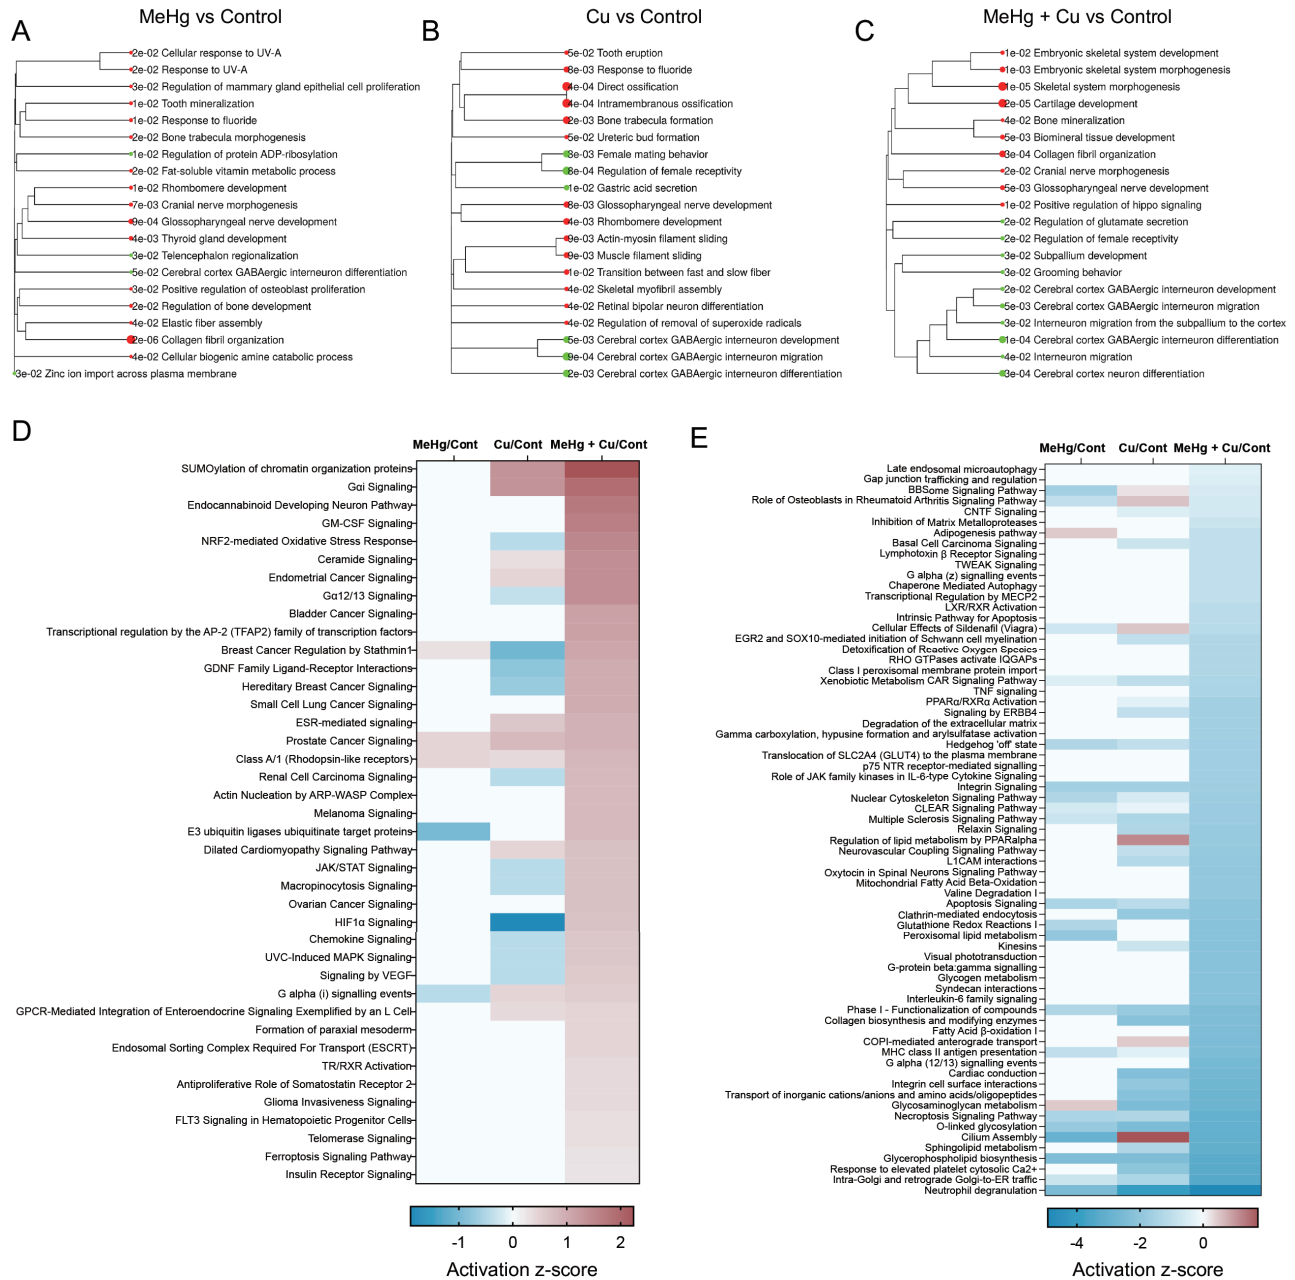 MeHg vs Control
Cu vs Control
MeHg + Cu vs Control
A
2e-02 Cellular response to UV-A
2e-02 Response to UV-A
3e-02 Regulation of mammary gland epithelial cell proliferation
1e-02 Tooth mineralization
1e-02 Response to fluoride
2e-02 Bone trabecula morphogenesis
1e-02 Regulation of protein ADP-ribosylation
2e-02 Fat-soluble vitamin metabolic process
1e-02 Rhombomere development
7e-03 Cranial nerve morphogenesis
9e-04 Glossopharyngeal nerve development
4e-03 Thyroid gland development
3e-02 Telencephalon regionalization
5e-02 Cerebral cortex GABAergic interneuron differentiation
3e-02 Positive regulation of osteoblast proliferation
2e-02 Regulation of bone development
4e-02 Elastic fiber assembly
2e-06 Collagen fibril organization
4e-02 Cellular biogenic amine catabolic process
3e-02 Zinc ion import across plasma membrane
B
5e-02 Tooth eruption
8e-03 Response to fluoride
4e-04 Direct ossification
4e-04 Intramembranous ossification
2e-03 Bone trabecula formation
5e-02 Ureteric bud formation
3e-03 Female mating behavior
8e-04 Regulation of female receptivity
1e-02 Gastric acid secretion
8e-03 Glossopharyngeal nerve development
4e-03 Rhombomere development
9e-03 Actin-myosin filament sliding
9e-03 Muscle filament sliding
1e-02 Transition between fast and slow fiber
4e-02 Skeletal myofibril assembly
4e-02 Retinal bipolar neuron differentiation
4e-02 Regulation of removal of superoxide radicals
5e-03 Cerebral cortex GABAergic interneuron development
9e-04 Cerebral cortex GABAergic interneuron migration
2e-03 Cerebral cortex GABAergic interneuron differentiation
C
1e-02 Embryonic skeletal system development
1e-03 Embryonic skeletal system morphogenesis
1e-05 Skeletal system morphogenesis
2e-05 Cartilage development
4e-02 Bone mineralization
5e-03 Biomineral tissue development
3e-04 Collagen fibril organization
2e-02 Cranial nerve morphogenesis
5e-03 Glossopharyngeal nerve development
1e-02 Positive regulation of hippo signaling
2e-02 Regulation of glutamate secretion
2e-02 Regulation of female receptivity
3e-02 Subpallium development
3e-02 Grooming behavior
2e-02 Cerebral cortex GABAergic interneuron development
5e-03 Cerebral cortex GABAergic interneuron migration
3e-02 Interneuron migration from the subpallium to the cortex
1e-04 Cerebral cortex GABAergic interneuron differentiation
4e-02 Interneuron migration
3e-04 Cerebral cortex neuron differentiation
D
MeHg/Cont Cu/Cont MeHg + Cu/Cont
SUMOylation of chromatin organization proteins
Gαi Signaling
Endocannabinoid Developing Neuron Pathway
GM-CSF Signaling
NRF2-mediated Oxidative Stress Response
Ceramide Signaling
Endometrial Cancer Signaling
Gα12/13 Signaling
Bladder Cancer Signaling
Transcriptional regulation by the AP-2 (TFAP2) family of transcription factors
Breast Cancer Regulation by Stathmin1
GDNF Family Ligand-Receptor Interactions
Hereditary Breast Cancer Signaling
Small Cell Lung Cancer Signaling
ESR-mediated signaling
Prostate Cancer Signaling
Class A/1 (Rhodopsin-like receptors)
Renal Cell Carcinoma Signaling
Actin Nucleation by ARP-WASP Complex
Melanoma Signaling
E3 ubiquitin ligases ubiquitinate target proteins
Dilated Cardiomyopathy Signaling Pathway
JAK/STAT Signaling
Macropinocytosis Signaling
Ovarian Cancer Signaling
HIF1α Signaling
Chemokine Signaling
UVC-Induced MAPK Signaling
Signaling by VEGF
G alpha (i) signalling events
GPCR-Mediated Integration of Enteroendocrine Signaling Exemplified by an L Cell
Formation of paraxial mesoderm
Endosomal Sorting Complex Required For Transport (ESCRT)
TR/RXR Activation
Antiproliferative Role of Somatostatin Receptor 2
Glioma Invasiveness Signaling
FLT3 Signaling in Hematopoietic Progenitor Cells
Telomerase Signaling
Ferroptosis Signaling Pathway
Insulin Receptor Signaling
-1 0 1 2
Activation z-score
E
MeHg/Cont Cu/Cont MeHg + Cu/Cont
Late endosomal microautophagy
Gap junction trafficking and regulation
BBSome Signaling Pathway
Role of Osteoblasts in Rheumatoid Arthritis Signaling Pathway
CNTF Signaling
Inhibition of Matrix Metalloproteases
Adipogenesis pathway
Basal Cell Carcinoma Signaling
Lymphotoxin β Receptor Signaling
TWEAK Signaling
G alpha (z) signalling events
Chaperone Mediated Autophagy
Transcriptional Regulation by MECP2
LXR/RXR Activation
Intrinsic Pathway for Apoptosis
Cellular Effects of Sildenafil (Viagra)
EGR2 and SOX10-mediated initiation of Schwann cell myelination
Detoxification of Reactive Oxygen Species
RHO GTPases activate IQGAPs
Class I peroxisomal membrane protein import
Xenobiotic Metabolism CAR Signaling Pathway
TNF signaling
PPARα/RXRα Activation
Signaling by ERBB4
Degradation of the extracellular matrix
Gamma carboxylation, hypusine formation and arylsulfatase activation
Hedgehog 'off' state
Translocation of SLC2A4 (GLUT4) to the plasma membrane
p75 NTR receptor-mediated signalling
Role of JAK family kinases in IL-6-type Cytokine Signaling
Integrin Signaling
Nuclear Cytoskeleton Signaling Pathway
CLEAR Signaling Pathway
Multiple Sclerosis Signaling Pathway
Relaxin Signaling
Regulation of lipid metabolism by PPARalpha
Neurovascular Coupling Signaling Pathway
L1CAM interactions
Oxytocin in Spinal Neurons Signaling Pathway
Mitochondrial Fatty Acid Beta-Oxidation
Valine Degradation I
Apoptosis Signaling
Clathrin-mediated endocytosis
Glutathione Redox Reactions I
Peroxisomal lipid metabolism
Kinesins
Visual phototransduction
G-protein beta:gamma signalling
Glycogen metabolism
Syndecan interactions
Interleukin-6 family signaling
Phase I - Functionalization of compounds
Collagen biosynthesis and modifying enzymes
Fatty Acid β-oxidation I
COPI-mediated anterograde transport
MHC class II antigen presentation
G alpha (12/13) signalling events
Cardiac conduction
Integrin cell surface interactions
Transport of inorganic cations/anions and amino acids/oligopeptides
Glycosaminoglycan metabolism
Necroptosis Signaling Pathway
O-linked glycosylation
Cilium Assembly
Sphingolipid metabolism
Glycerophospholipid biosynthesis
Response to elevated platelet cytosolic Ca2+
Intra-Golgi and retrograde Golgi-to-ER traffic
Neutrophil degranulation
-4 -2 0
Activation z-score